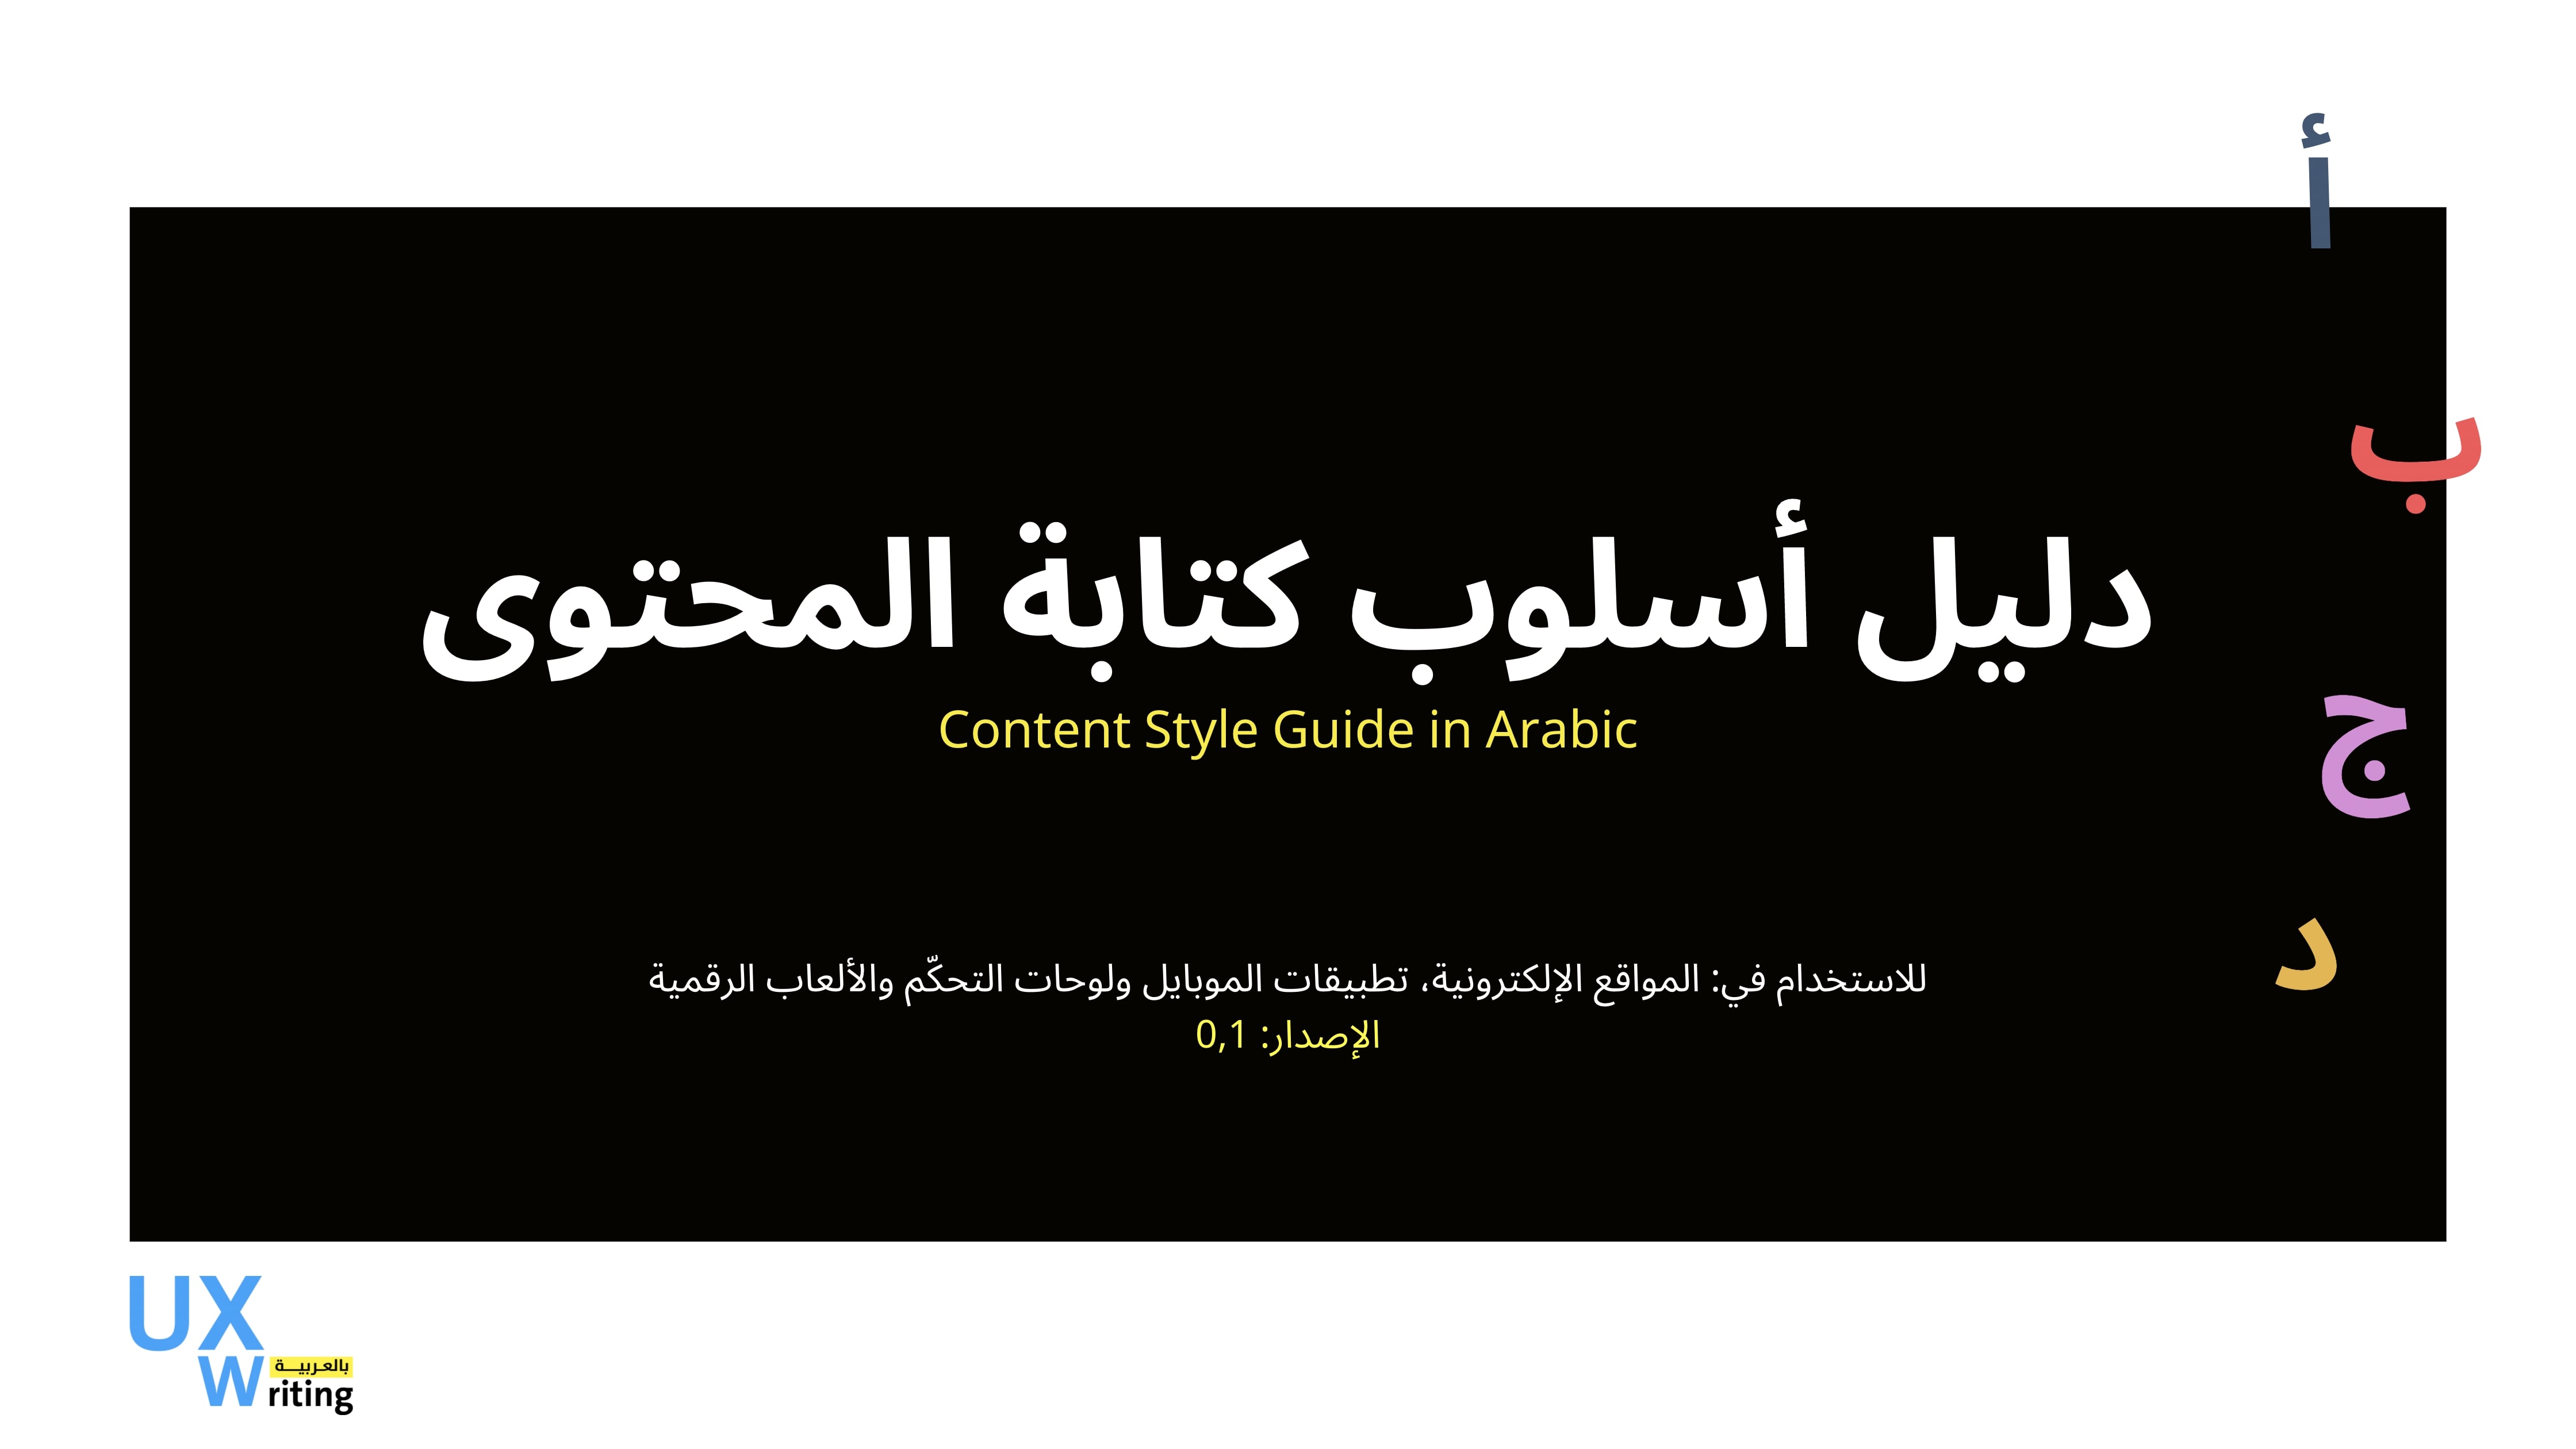 أ
ب
دليل أسلوب كتابة المحتوى
Content Style Guide in Arabic
ج
د
للاستخدام في: المواقع الإلكترونية، تطبيقات الموبايل ولوحات التحكّم والألعاب الرقمية
الإصدار: 0,1
UX
Writing
بالعربيـــة